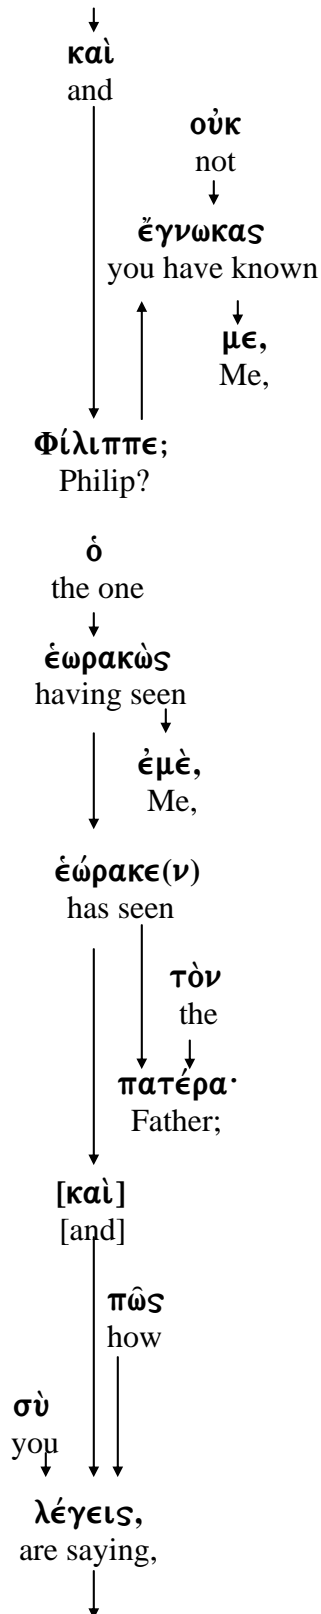 καὶ
and
οὐκ
not
ἔγνωκας
you have known
με,
Me,
Φίλιππε;
Philip?
ὁ
the one
ἑωρακὼς
having seen
ἐμὲ,
Me,
ἑώρακε(ν)
has seen
τὸν
the
πατέρα·
Father;
[καὶ]
[and]
πῶς
how
σὺ
you
λέγεις,
are saying,